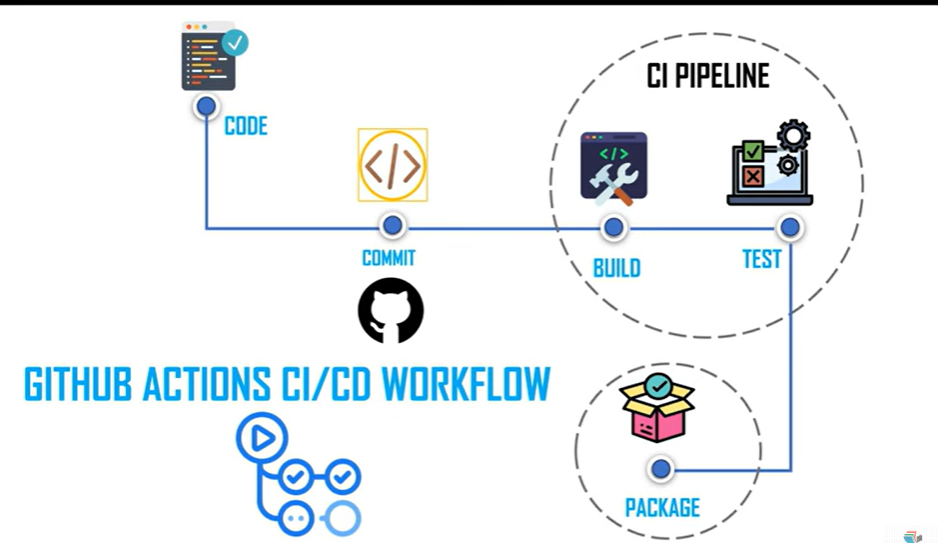 CI PIPELINE
CODE
</>
</>
COMMIT
BUILD
TEST
GITHUB ACTIONS CI/CD WORKFLOW
PACKAGE